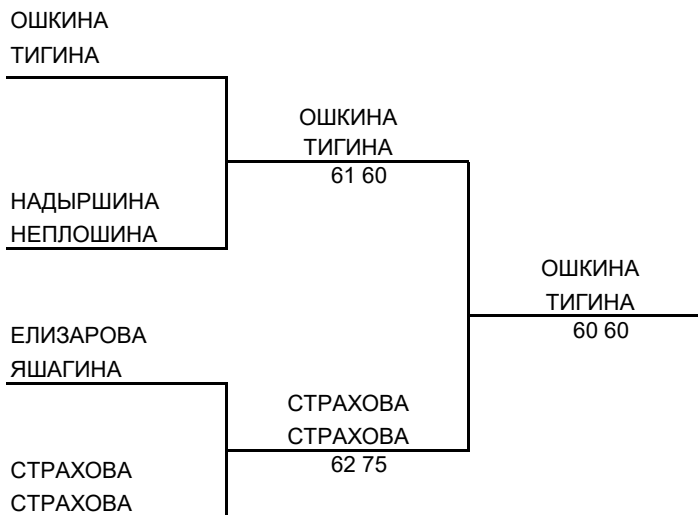 ОШКИНА
ТИГИНА
ОШКИНА
ТИГИНА
61 60
НАДЫРШИНА
НЕПЛОШИНА
ОШКИНА
ТИГИНА
60 60
ЕЛИЗАРОВА
ЯШАГИНА
СТРАХОВА
СТРАХОВА
62 75
СТРАХОВА
СТРАХОВА